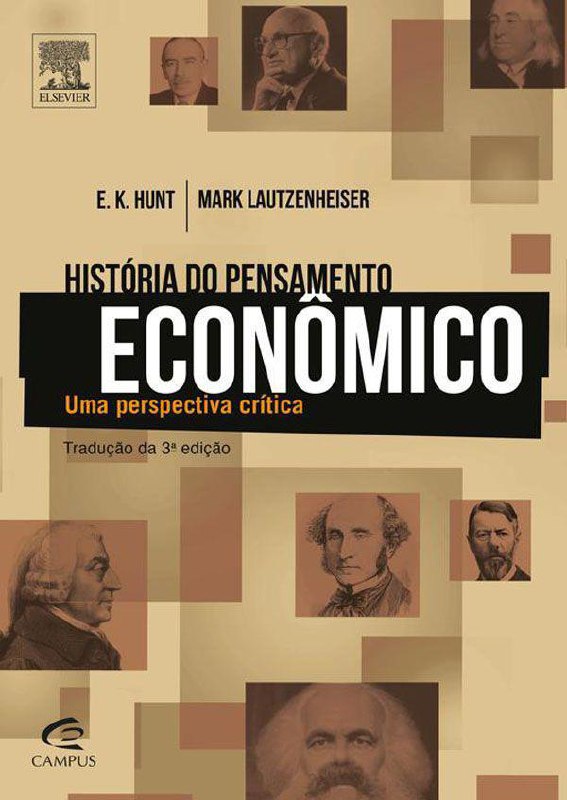 ELSEVIER
E. K. HUNT
MARK LAUTZENHEISER
HISTÓRIA DO PENSAMENTO
ECONÔMICO
Uma perspectiva crítica
Tradução da 3ª edição
CAMPUS